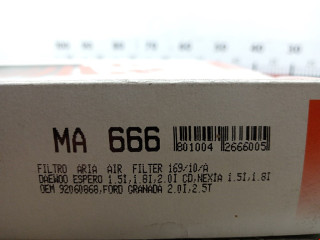 MA 666
801004 2666005
FILTRO ARIA AIR FILTER 169/10/A
DAEWOO ESPERO 1.5I,1.8I,2.0I CD,NEXIA 1.5I,1.8I
OEM 92060868,FORD GRANADA 2.0I,2.5T